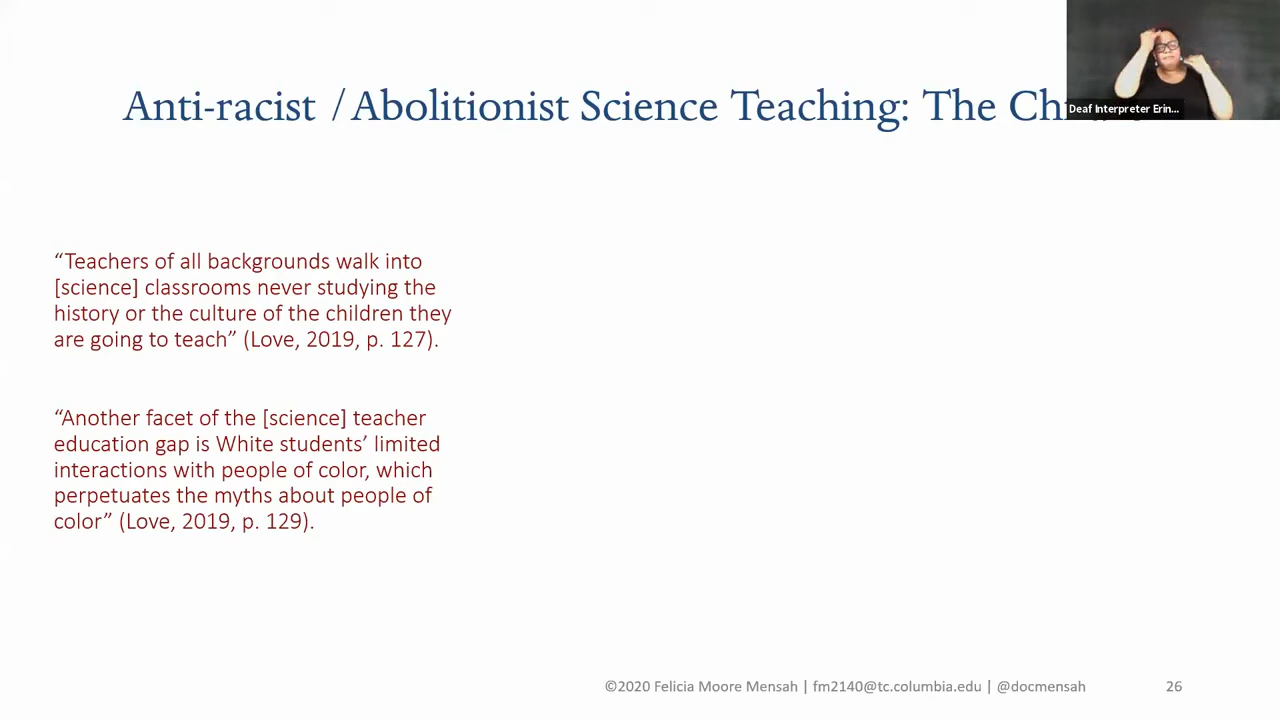 Anti-racist / Abolitionist Science Teaching: The
Deaf Interpreter Erin...
“Teachers of all backgrounds walk into
[science] classrooms never studying the
history or the culture of the children they
are going to teach” (Love, 2019, p. 127).
“Another facet of the [science] teacher
education gap is White students’ limited
interactions with people of color, which
perpetuates the myths about people of
color” (Love, 2019, p. 129).
©2020 Felicia Moore Mensah | fm2140@tc.columbia.edu | @docmensah
26